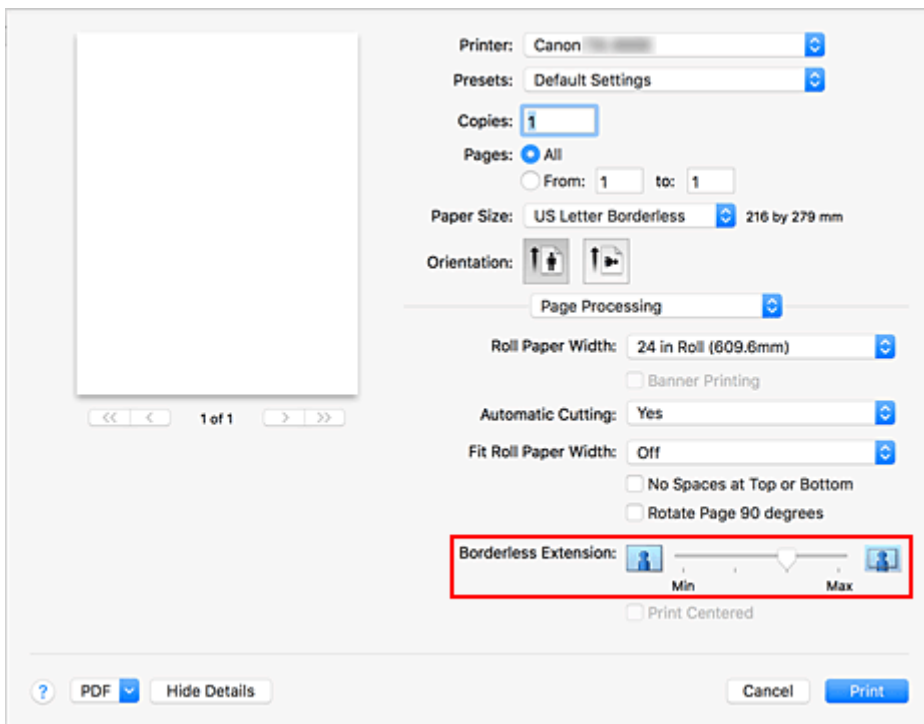 Printer: Canon
Presets: Default Settings
Copies: 1
Pages: All
From: 1 to: 1
Paper Size: US Letter Borderless 216 by 279 mm
Orientation:
Page Processing
Roll Paper Width: 24 in Roll (609.6mm)
Banner Printing
1 of 1
Automatic Cutting: Yes
Fit Roll Paper Width: Off
No Spaces at Top or Bottom
Rotate Page 90 degrees
Borderless Extension:
Min Max
Print Centered
? PDF Hide Details Cancel Print